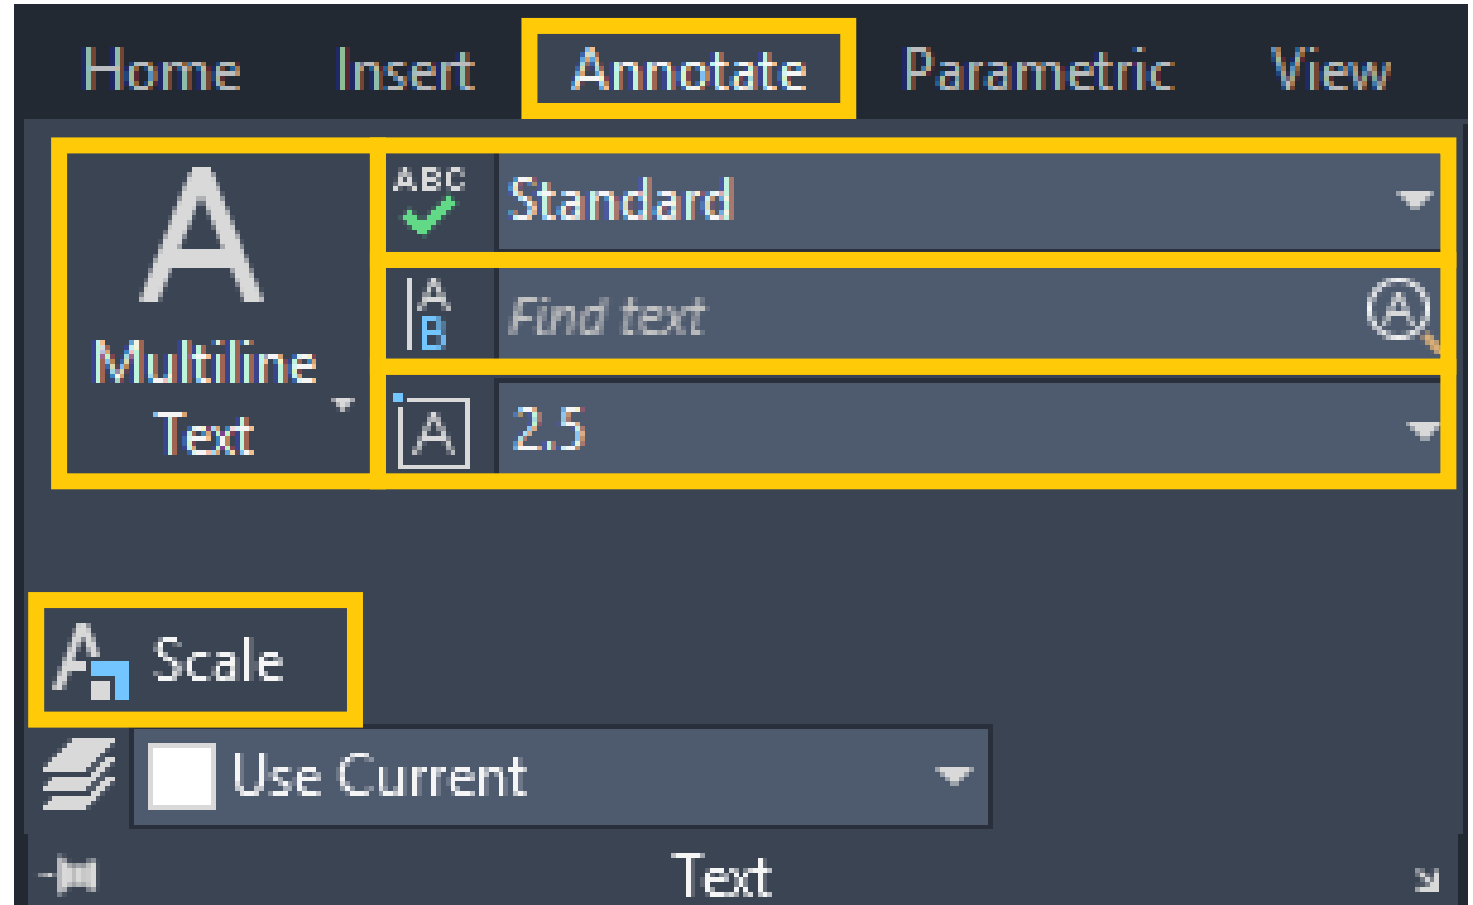 Home Insert Annotate Parametric View
A ABC Standard
A B Find text A
Multiline
Text A 2.5
A Scale
Use Current
Text